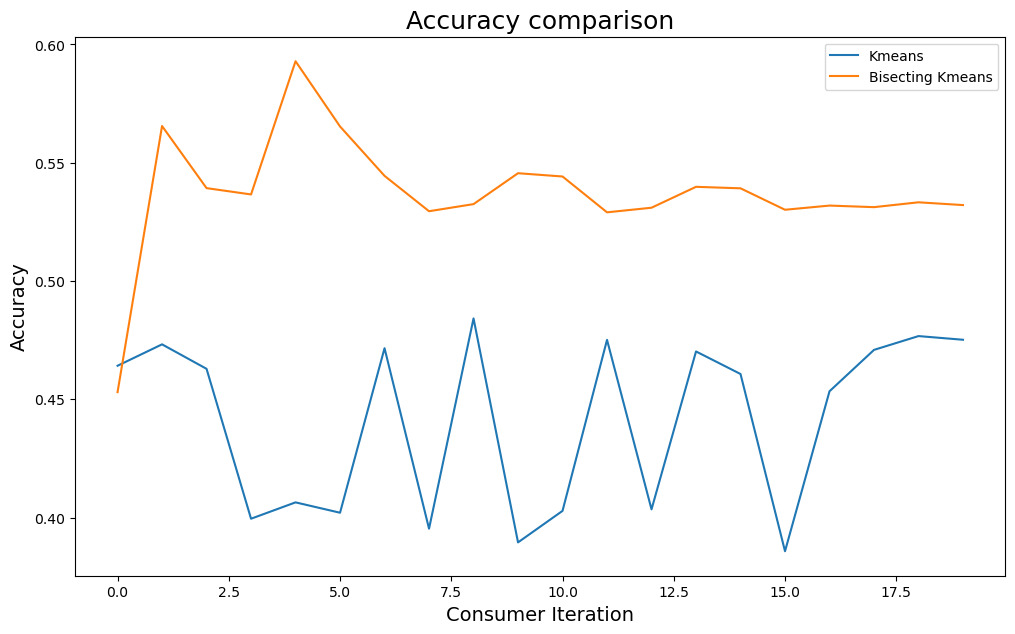 Accuracy comparison
Kmeans
Bisecting Kmeans
0.60
0.55
0.50
0.45
0.40
Accuracy
0.0 2.5 5.0 7.5 10.0 12.5 15.0 17.5
Consumer Iteration